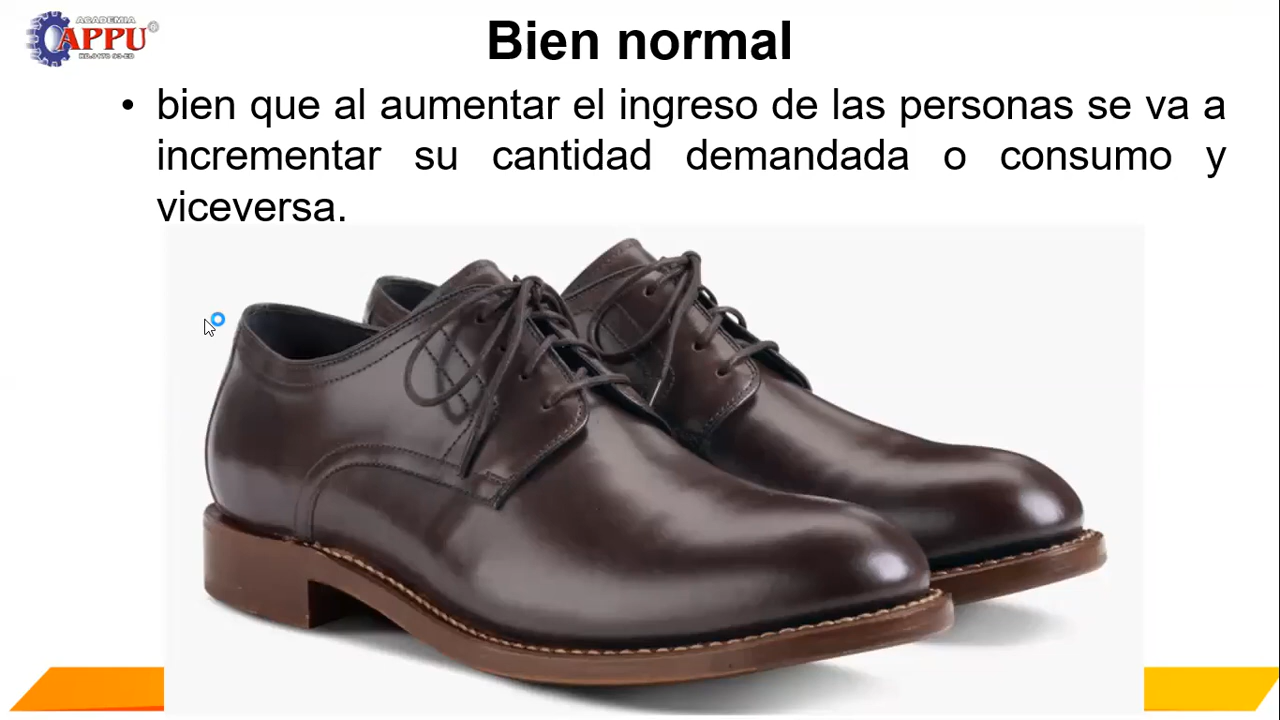 ACADEMIA
APPU®
Bien normal
• bien que al aumentar el ingreso de las personas se va a
incrementar su cantidad demandada o consumo y
viceversa.